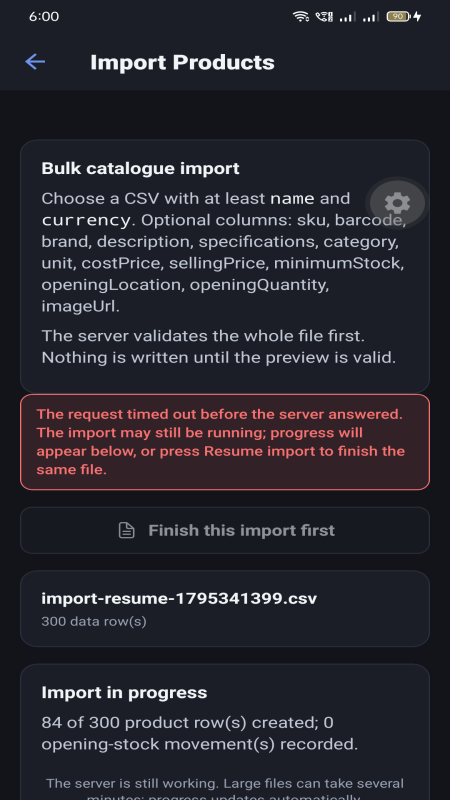 6:00
90
Import Products
Bulk catalogue import
Choose a CSV with at least name and
currency. Optional columns: sku, barcode,
brand, description, specifications, category,
unit, costPrice, sellingPrice, minimumStock,
openingLocation, openingQuantity,
imageUrl.
The server validates the whole file first.
Nothing is written until the preview is valid.
The request timed out before the server answered.
The import may still be running; progress will
appear below, or press Resume import to finish the
same file.
Finish this import first
import-resume-1795341399.csv
300 data row(s)
Import in progress
84 of 300 product row(s) created; 0
opening-stock movement(s) recorded.
The server is still working. Large files can take several
minutes; progress updates automatically.